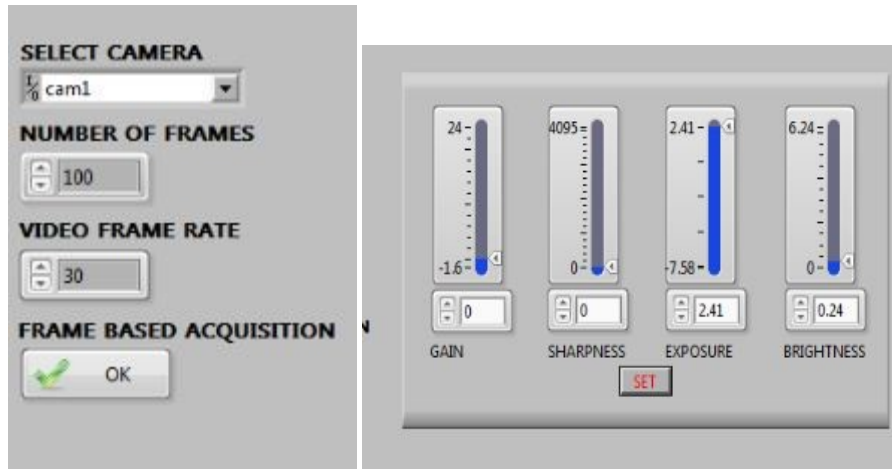 SELECT CAMERA
I/O cam1
NUMBER OF FRAMES
100
VIDEO FRAME RATE
30
FRAME BASED ACQUISITION
OK
N
24 4095 2.41 6.24
-1.6 0 -7.58 0
0 0 2.41 0.24
GAIN SHARPNESS EXPOSURE BRIGHTNESS
SET